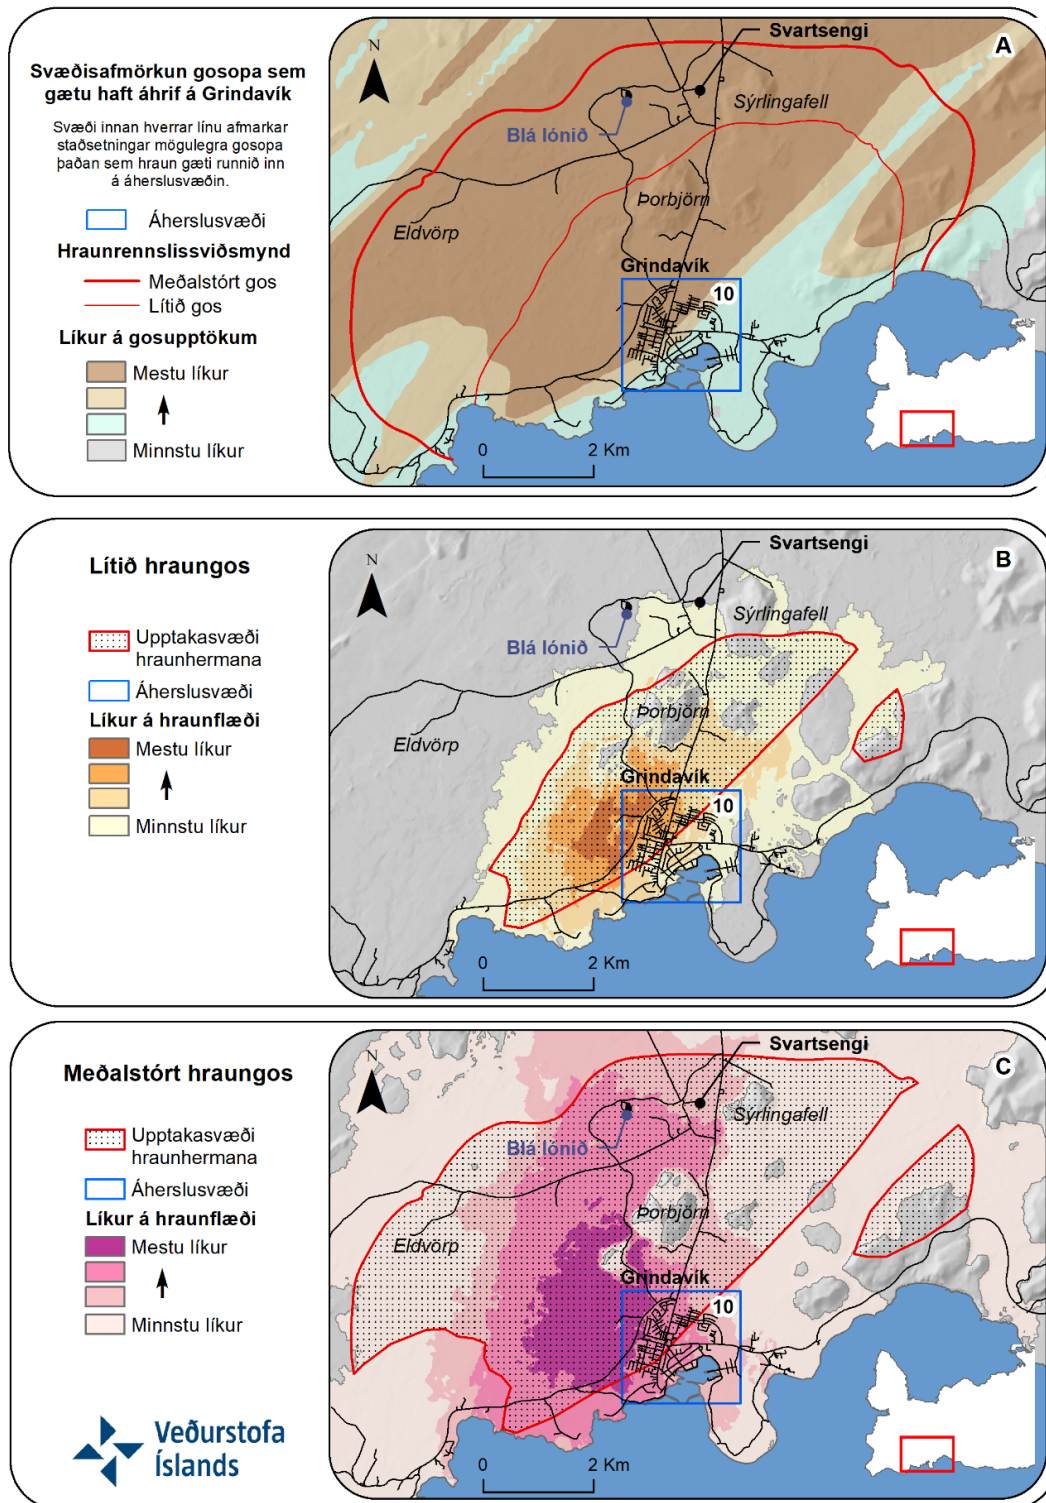 Svæðisafmörkun gosopa sem
gætu haft áhrif á Grindavík
Svæði innan hverrar línu afmarkar
staðsetningar mögulegra gosopa
þaðan sem hraun gæti runnið inn
á áherslusvæðin.
Áherslusvæði
Hraunrennslissviðsmynd
Meðalstórt gos
Lítið gos
Líkur á gosupptökum
Mestu líkur
Minnstu líkur
A
N
Svartsengi
Sýrlingafell
Blá lónið
Þorbjörn
Eldvörp
Grindavík
10
0 2 Km
Lítið hraungos
Upptakasvæði
hraunhermana
Áherslusvæði
Líkur á hraunflæði
Mestu líkur
Minnstu líkur
B
N
Svartsengi
Sýrlingafell
Blá lónið
Þorbjörn
Eldvörp
Grindavík
10
0 2 Km
Meðalstórt hraungos
Upptakasvæði
hraunhermana
Áherslusvæði
Líkur á hraunflæði
Mestu líkur
Minnstu líkur
Veðurstofa
Íslands
C
N
Svartsengi
Sýrlingafell
Blá lónið
Þorbjörn
Eldvörp
Grindavík
10
0 2 Km